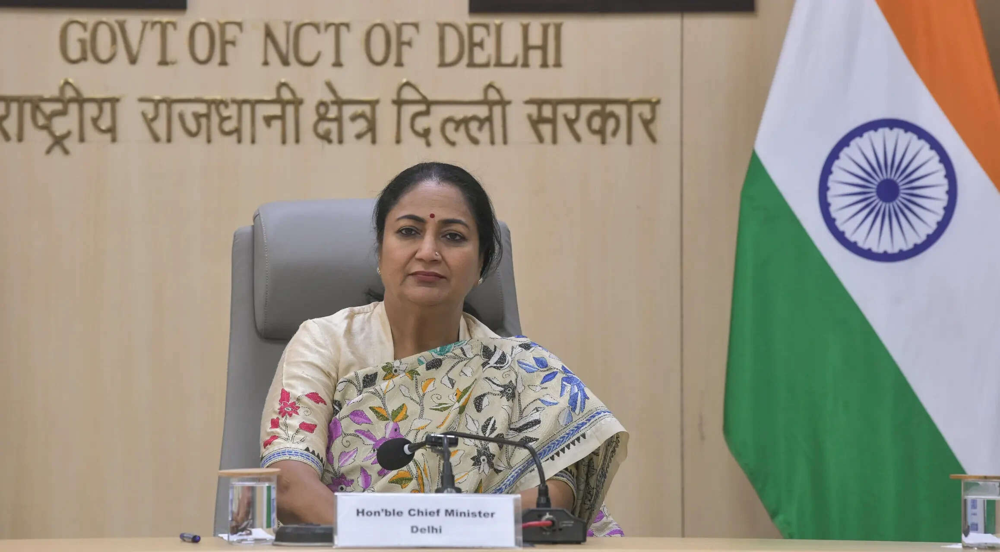 GOVT. OF NCT OF DELHI
राष्ट्रीय राजधानी क्षेत्र दिल्ली सरकार
Hon'ble Chief Minister
Delhi